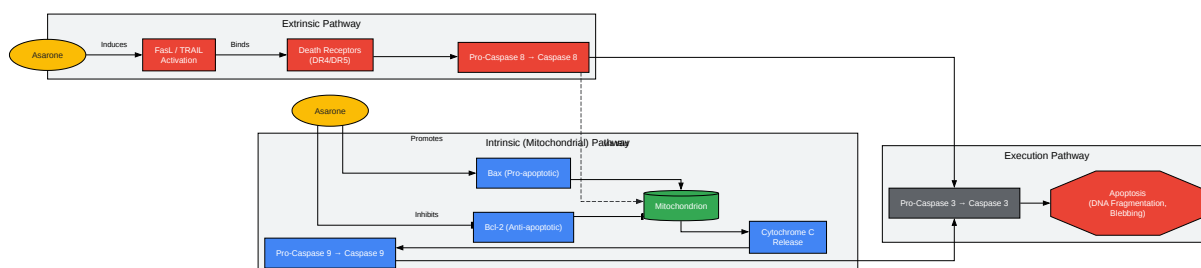 Extrinsic Pathway
Asarone
Induces
FasL / TRAIL
Activation
Binds
Death Receptors
(DR4/DR5)
Pro-Caspase 8 → Caspase 8
Asarone
Promotes
Intrinsic (Mitochondrial) Pathway
Bax (Pro-apoptotic)
Inhibits
Bcl-2 (Anti-apoptotic)
Mitochondrion
Cytochrome C
Release
Pro-Caspase 9 → Caspase 9
Execution Pathway
Pro-Caspase 3 → Caspase 3
Apoptosis
(DNA Fragmentation,
Blebbing)